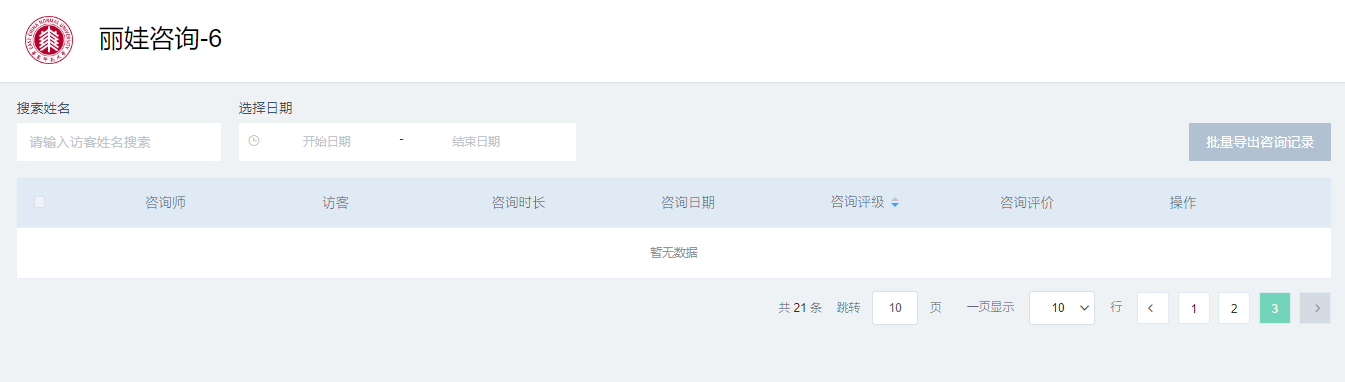 EAST CHINA NORMAL UNIVERSITY
丽娃咨询-6
搜索姓名
选择日期
请输入访客姓名搜索
开始日期 - 结束日期
批量导出咨询记录
咨询师 访客 咨询时长 咨询日期 咨询评级 咨询评价 操作
暂无数据
共 21 条 跳转 10 页 一页显示 10 行 1 2 3